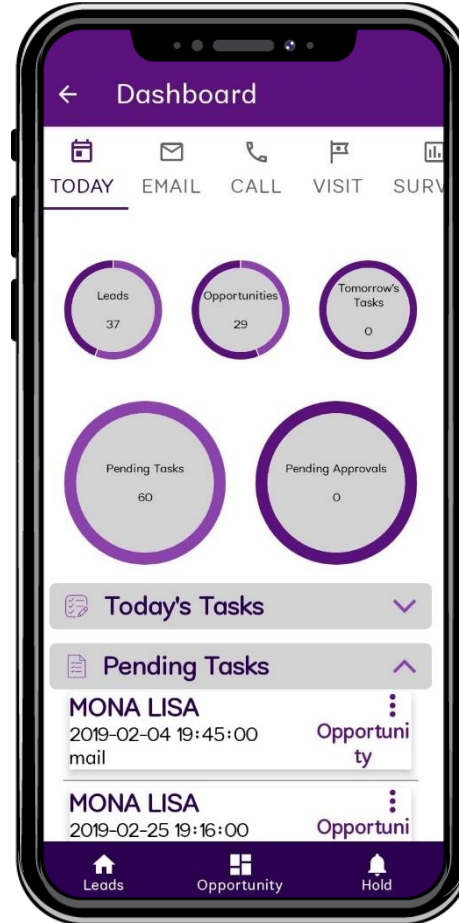 Dashboard
TODAY EMAIL CALL VISIT SURV
Leads
37
Opportunities
29
Tomorrow's
Tasks
0
Pending Tasks
60
Pending Approvals
0
Today's Tasks
Pending Tasks
MONA LISA
2019-02-04 19:45:00
mail
Opportuni
ty
MONA LISA
2019-02-25 19:16:00
Opportuni
Leads Opportunity Hold